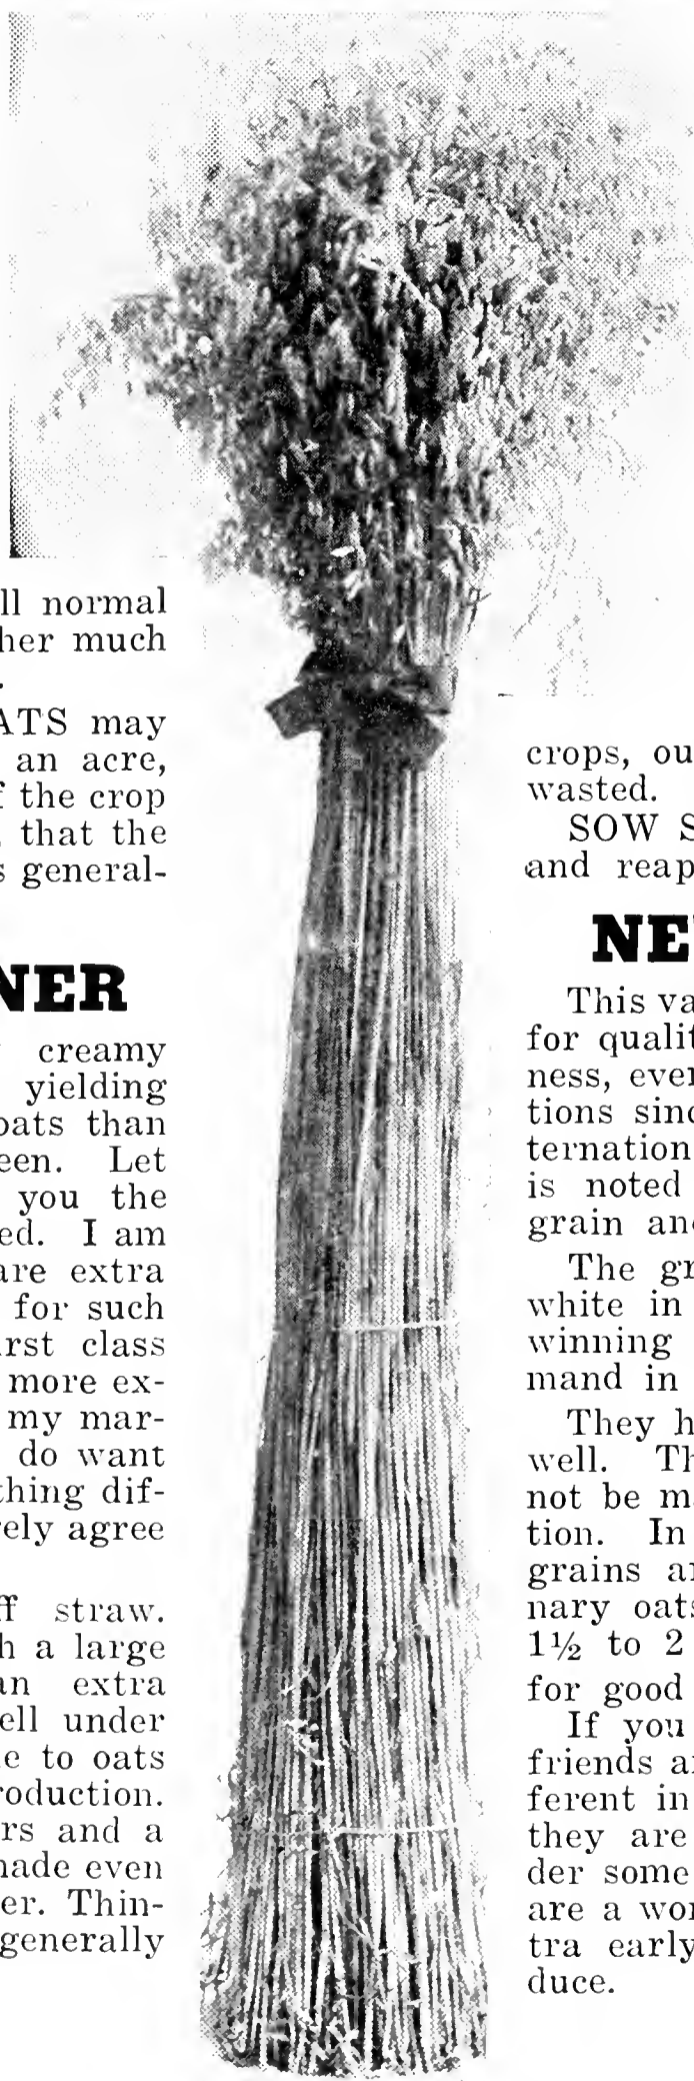 ll normal
her much
.
ATS may
an acre,
f the crop
, that the
s general-
NER
creamy
yielding
oats than
een. Let
you the
ed. I am
are extra
for such
irst class
more ex-
my mar-
do want
thing dif-
rely agree
ff straw.
h a large
an extra
ell under
e to oats
roduction.
rs and a
nade even
er. Thin-
generally
crops, ou
wasted.
SOW S
and reap
NE
This va
for qualit
ness, ever
tions sinc
ternation
is noted
grain and
The gr
white in
winning
mand in
They h
well. Th
not be ma
tion. In
grains ar
nary oats
1½ to 2
for good
If you
friends ar
ferent in
they are
der some
are a wor
tra early
duce.